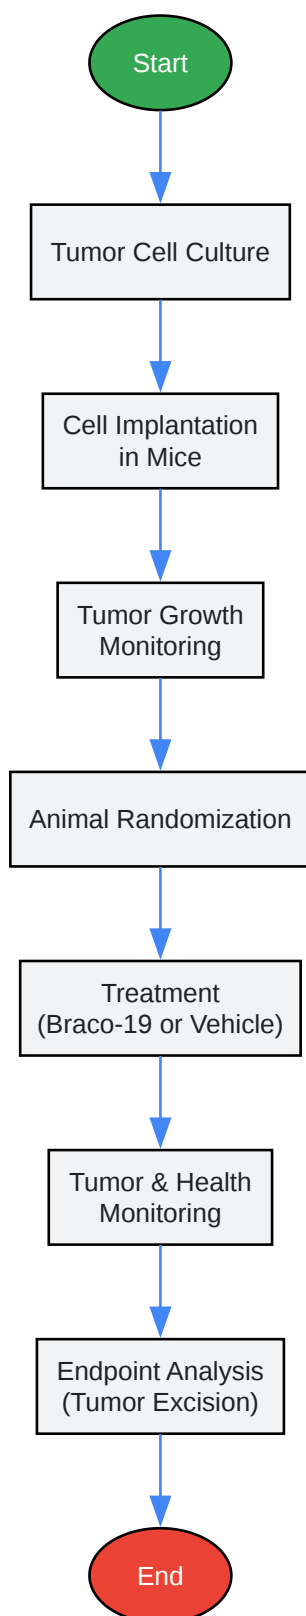 Start
Tumor Cell Culture
Cell Implantation
in Mice
Tumor Growth
Monitoring
Animal Randomization
Treatment
(Braco-19 or Vehicle)
Tumor & Health
Monitoring
Endpoint Analysis
(Tumor Excision)
End